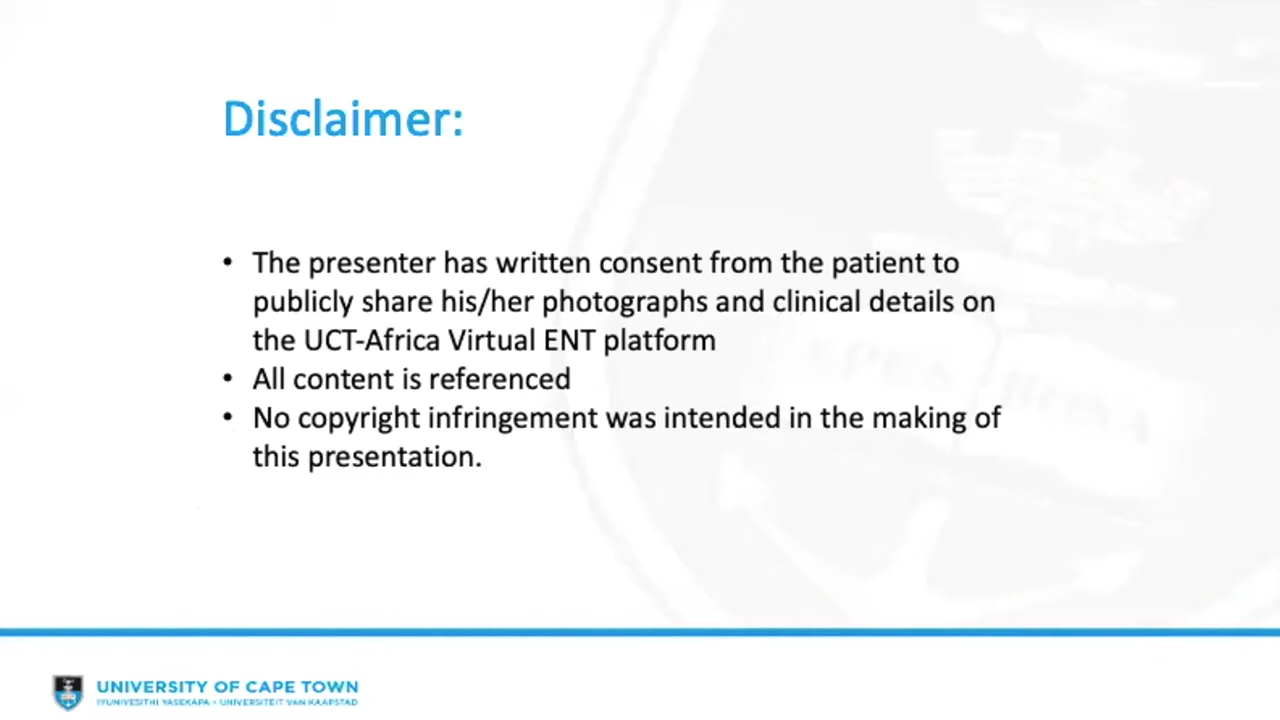 Disclaimer:
• The presenter has written consent from the patient to
publicly share his/her photographs and clinical details on
the UCT-Africa Virtual ENT platform
• All content is referenced
• No copyright infringement was intended in the making of
this presentation.
SPES BONA
UNIVERSITY OF CAPE TOWN
IYUNIVESITHI YASEKAPA • UNIVERSITEIT VAN KAAPSTAD